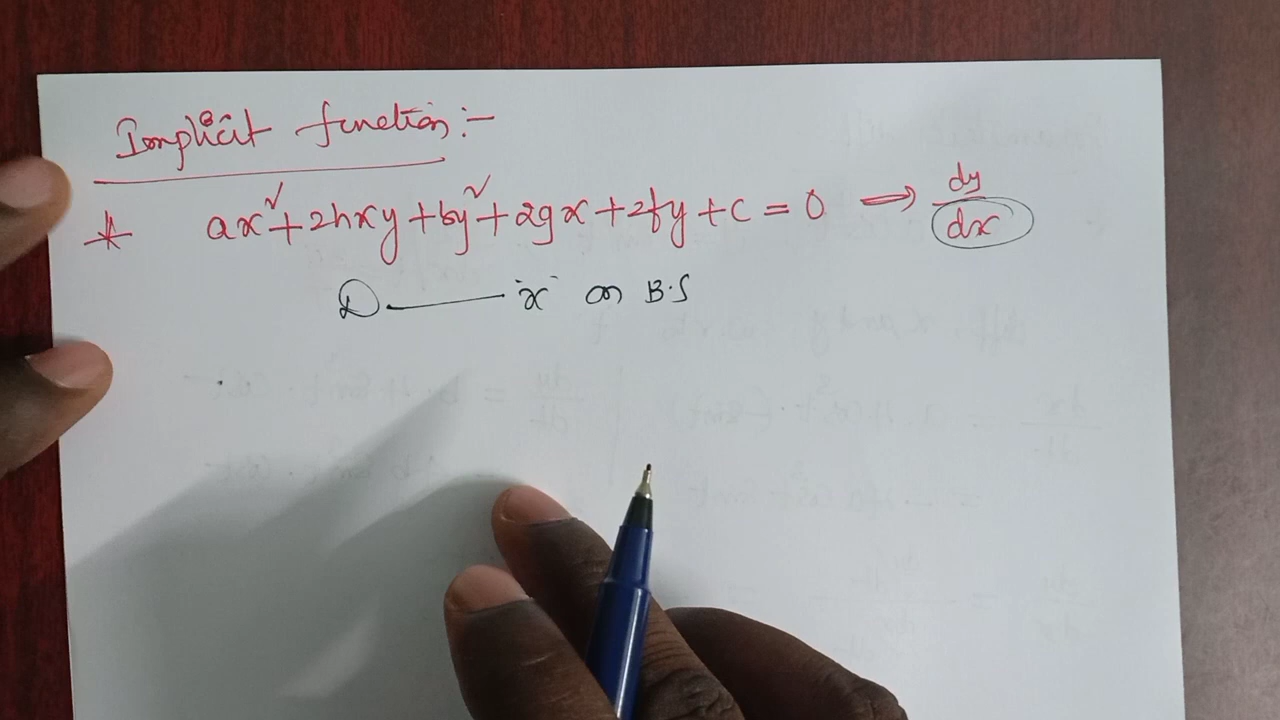 Implicit function:-
* ax²+2hxy+by²+2gx+2fy+c=0 ⇒ dy/dx
D——"x" on B.S